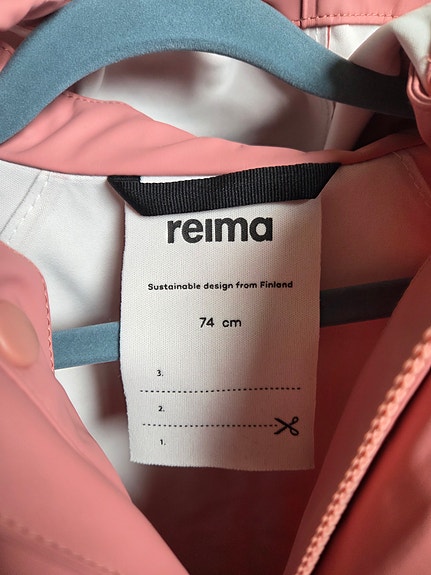 reima
Sustainable design from Finland
74 cm
3.
2.
1.